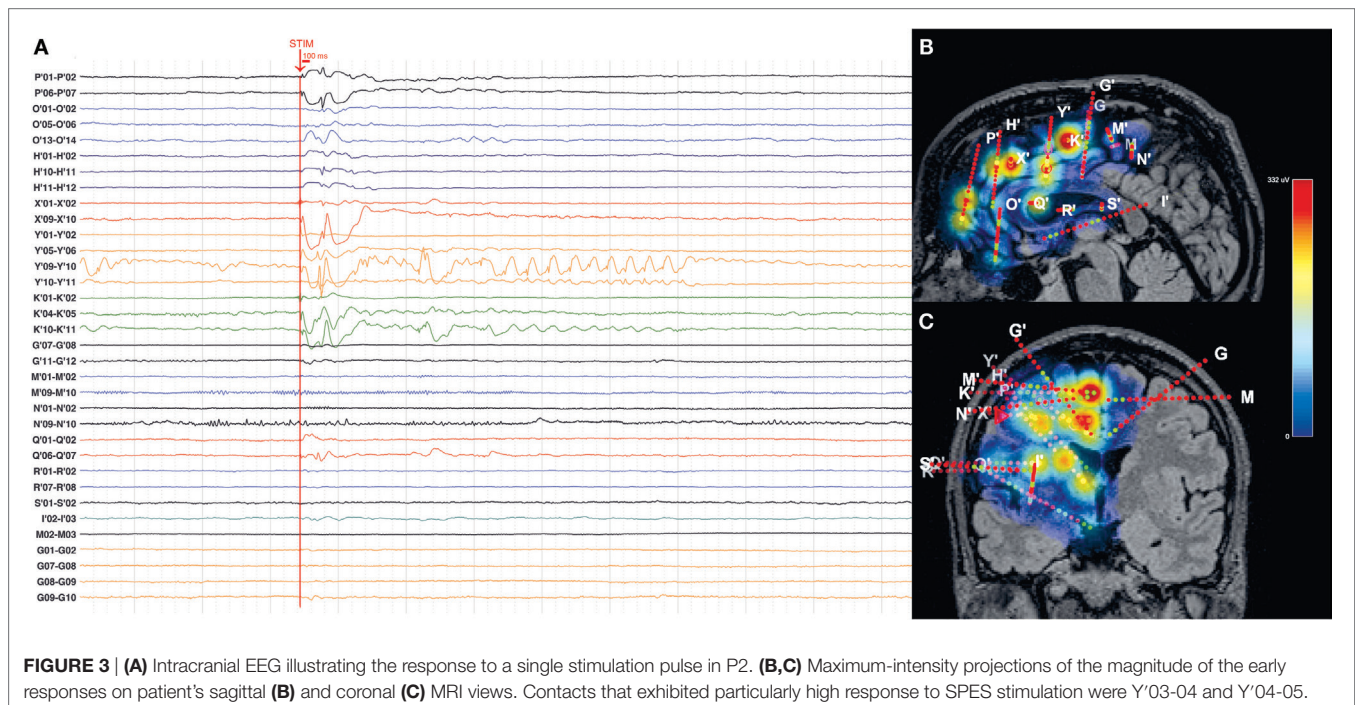 A
STIM
100 ms
P'01-P'02
P'06-P'07
O'01-O'02
O'05-O'06
O'13-O'14
H'01-H'02
H'10-H'11
H'11-H'12
X'01-X'02
X'09-X'10
Y'01-Y'02
Y'05-Y'06
Y'09-Y'10
Y'10-Y'11
K'01-K'02
K'04-K'05
K'10-K'11
G'07-G'08
G'11-G'12
M'01-M'02
M'09-M'10
N'01-N'02
N'09-N'10
Q'01-Q'02
Q'06-Q'07
R'01-R'02
R'07-R'08
S'01-S'02
I'02-I'03
M02-M03
G01-G02
G07-G08
G08-G09
G09-G10
B
G'
G
Y'
H'
P'
M'
K'
M
X'
N'
O'
Q'
R'
S'
I'
332 uV
0
C
G'
G
Y'
H'
M'
P'
K'
M
N' X'
S'
I'
FIGURE 3 | (A) Intracranial EEG illustrating the response to a single stimulation pulse in P2. (B,C) Maximum-intensity projections of the magnitude of the early
responses on patient's sagittal (B) and coronal (C) MRI views. Contacts that exhibited particularly high response to SPES stimulation were Y'03-04 and Y'04-05.